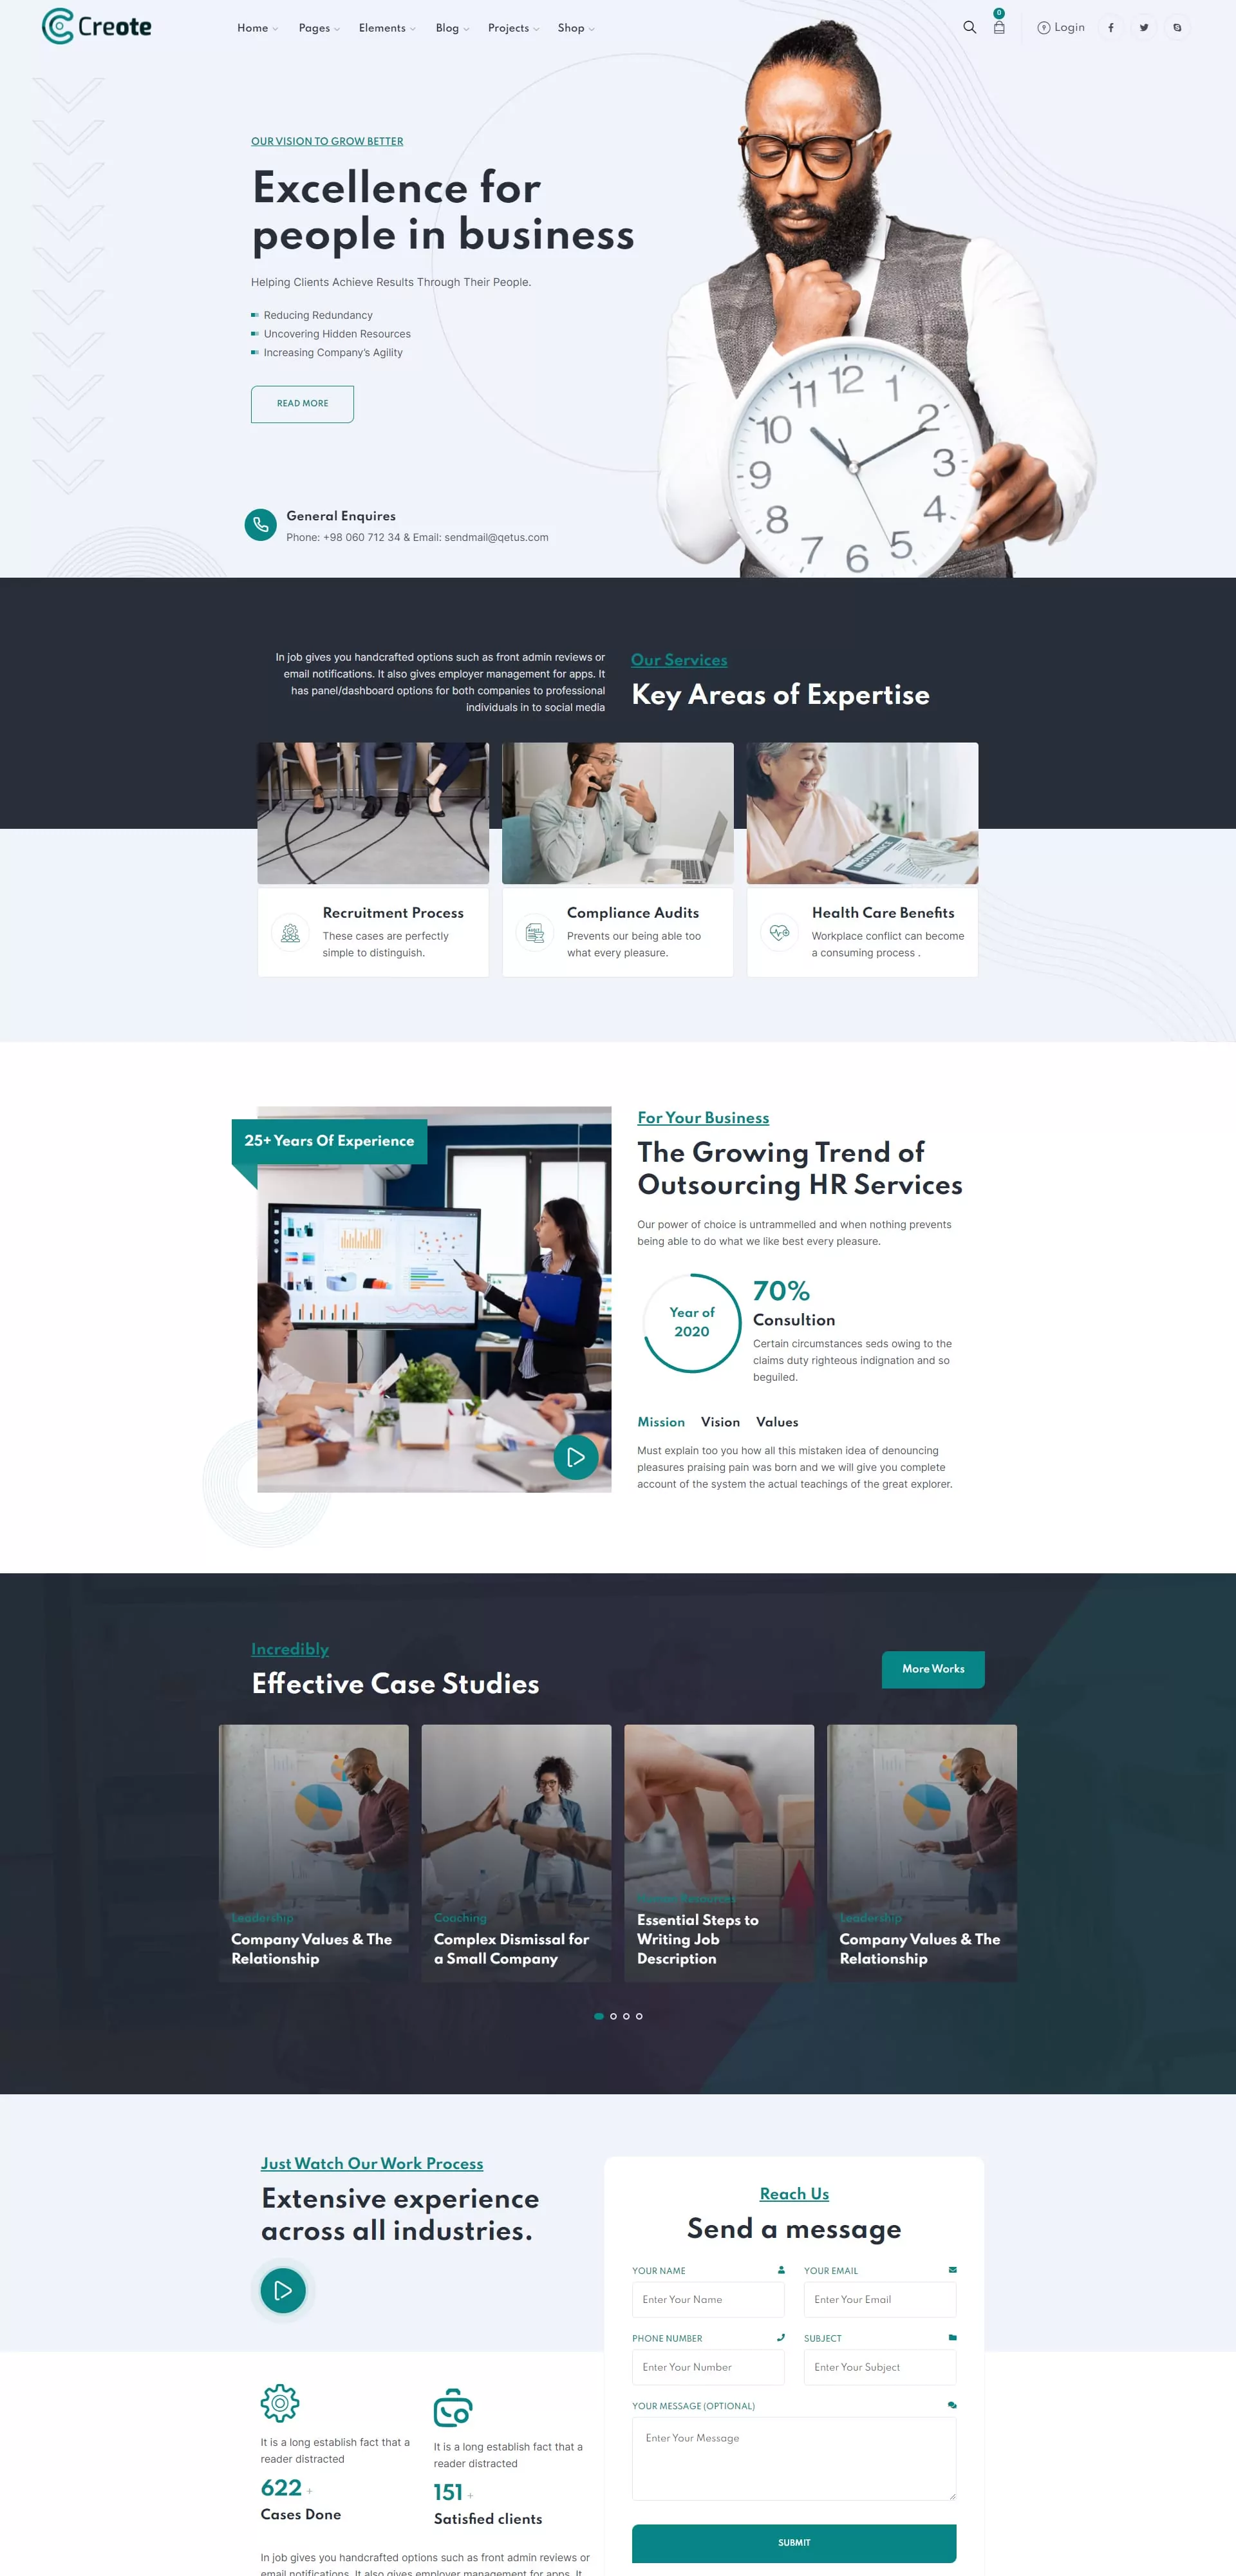 Creote
Home
Pages
Elements
Blog
Projects
Shop
0
Login
OUR VISION TO GROW BETTER
Excellence for
people in business
Helping Clients Achieve Results Through Their People.
Reducing Redundancy
Uncovering Hidden Resources
Increasing Company's Agility
READ MORE
12
1
2
3
4
5
6
7
8
9
10
11
General Enquires
Phone: +98 060 712 34 & Email: sendmail@qetus.com
In job gives you handcrafted options such as front admin reviews or
email notifications. It also gives employer management for apps. It
has panel/dashboard options for both companies to professional
individuals in to social media
Our Services
Key Areas of Expertise
INSURANCE
Recruitment Process
These cases are perfectly
simple to distinguish.
Compliance Audits
Prevents our being able too
what every pleasure.
Health Care Benefits
Workplace conflict can become
a consuming process .
25+ Years Of Experience
For Your Business
The Growing Trend of
Outsourcing HR Services
Our power of choice is untrammelled and when nothing prevents
being able to do what we like best every pleasure.
Year of
2020
70%
Consultion
Certain circumstances seds owing to the
claims duty righteous indignation and so
beguiled.
Mission
Vision
Values
Must explain too you how all this mistaken idea of denouncing
pleasures praising pain was born and we will give you complete
account of the system the actual teachings of the great explorer.
Incredibly
Effective Case Studies
More Works
Leadership
Company Values & The
Relationship
Coaching
Complex Dismissal for
a Small Company
Human Resources
Essential Steps to
Writing Job
Description
Leadership
Company Values & The
Relationship
Just Watch Our Work Process
Extensive experience
across all industries.
It is a long establish fact that a
reader distracted
622 +
Cases Done
It is a long establish fact that a
reader distracted
151 +
Satisfied clients
In job gives you handcrafted options such as front admin reviews or
email notifications. It also gives employer management for apps. It
Reach Us
Send a message
YOUR NAME
Enter Your Name
YOUR EMAIL
Enter Your Email
PHONE NUMBER
Enter Your Number
SUBJECT
Enter Your Subject
YOUR MESSAGE (OPTIONAL)
Enter Your Message
SUBMIT